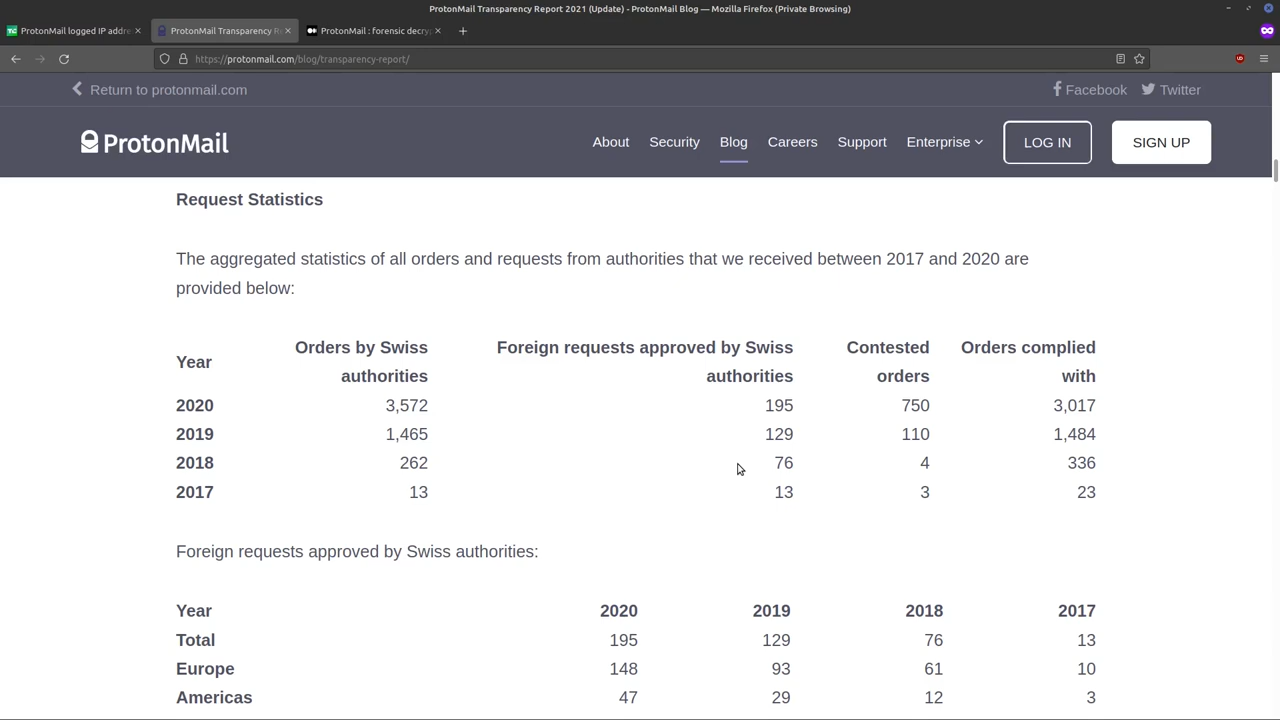 ProtonMail Transparency Report 2021 (Update) - ProtonMail Blog — Mozilla Firefox (Private Browsing)
ProtonMail logged IP addre
ProtonMail Transparency R
ProtonMail : forensic decryp
https://protonmail.com/blog/transparency-report/
Return to protonmail.com
Facebook
Twitter
ProtonMail
About Security Blog Careers Support Enterprise LOG IN SIGN UP
Request Statistics
The aggregated statistics of all orders and requests from authorities that we received between 2017 and 2020 are
provided below:
Year Orders by Swiss authorities Foreign requests approved by Swiss authorities Contested orders Orders complied with
2020 3,572 195 750 3,017
2019 1,465 129 110 1,484
2018 262 76 4 336
2017 13 13 3 23
Foreign requests approved by Swiss authorities:
Year 2020 2019 2018 2017
Total 195 129 76 13
Europe 148 93 61 10
Americas 47 29 12 3